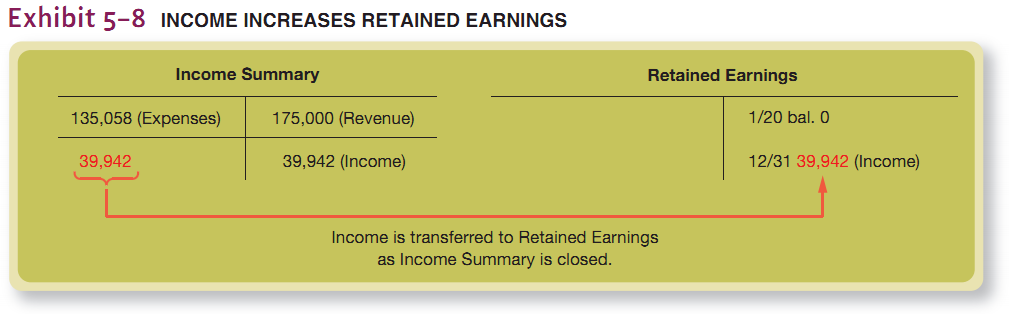 Exhibit 5–8 INCOME INCREASES RETAINED EARNINGS
Income Summary
135,058 (Expenses) 175,000 (Revenue)
39,942 39,942 (Income)
Retained Earnings
1/20 bal. 0
12/31 39,942 (Income)
Income is transferred to Retained Earnings
as Income Summary is closed.